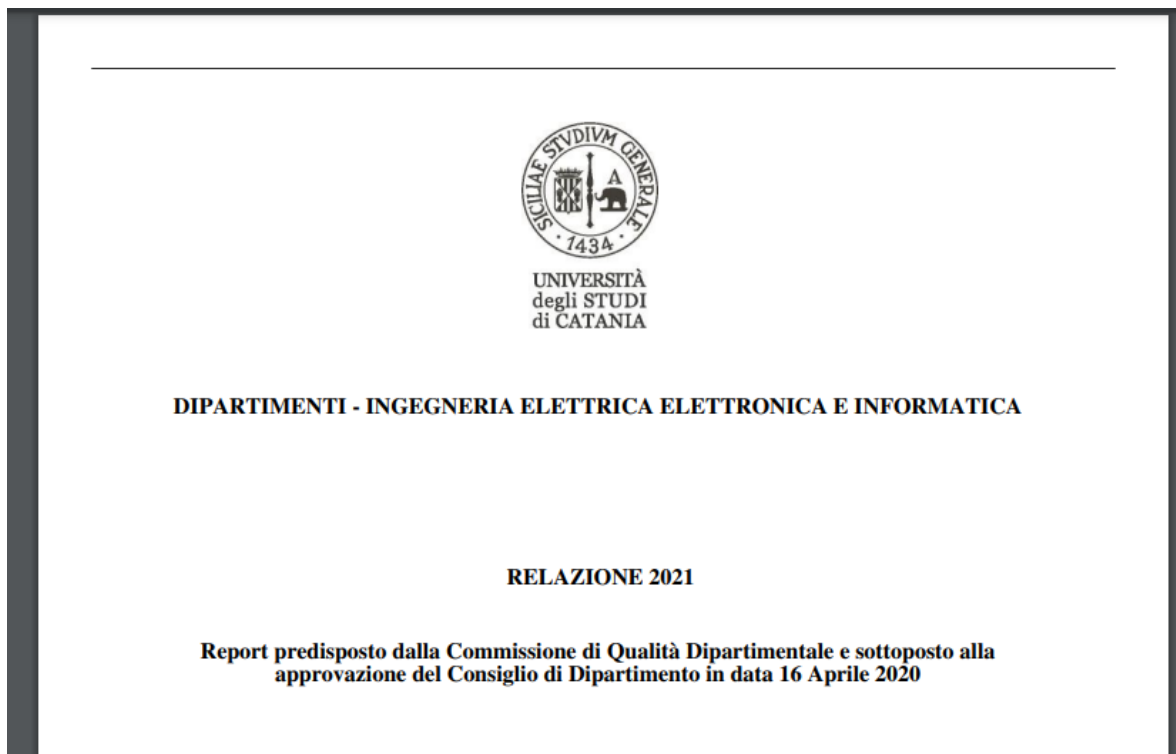 SICILIAE STVDIVM GENERALE
A
· 1434 ·
UNIVERSITÀ
degli STUDI
di CATANIA
DIPARTIMENTI - INGEGNERIA ELETTRICA ELETTRONICA E INFORMATICA
RELAZIONE 2021
Report predisposto dalla Commissione di Qualità Dipartimentale e sottoposto alla
approvazione del Consiglio di Dipartimento in data 16 Aprile 2020